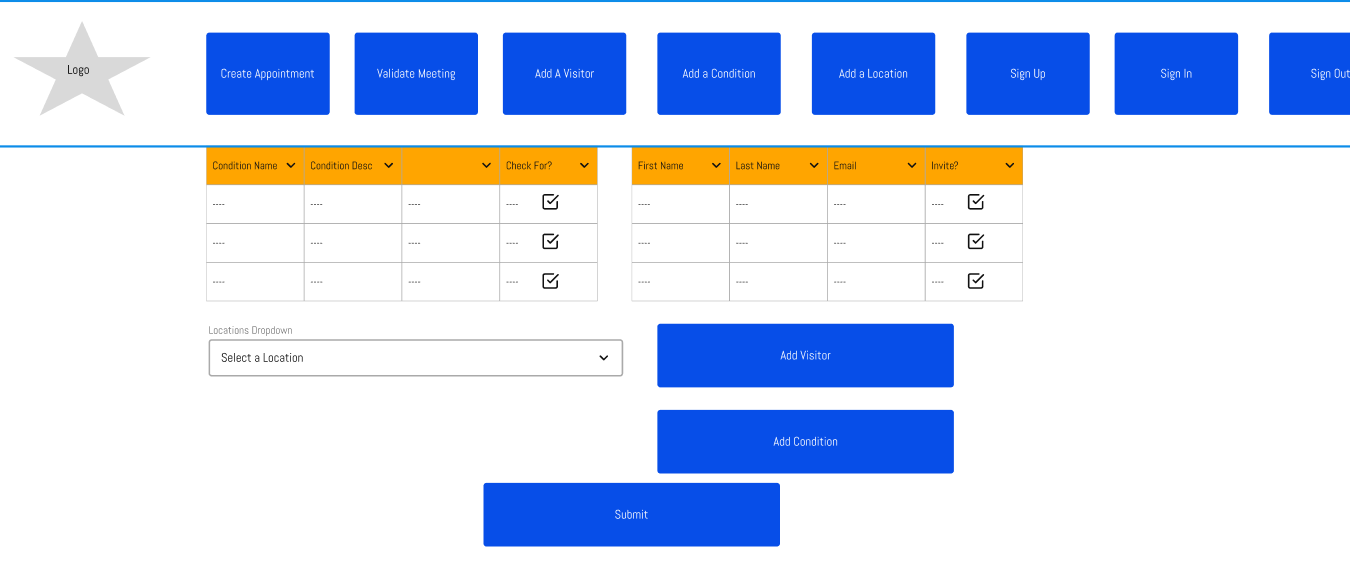 Logo
Create Appointment
Validate Meeting
Add A Visitor
Add a Condition
Add a Location
Sign Up
Sign In
Sign Out
Condition Name Condition Desc Check For?
---- ---- ---- ----
---- ---- ---- ----
---- ---- ---- ----
First Name Last Name Email Invite?
---- ---- ---- ----
---- ---- ---- ----
---- ---- ---- ----
Locations Dropdown
Select a Location
Add Visitor
Add Condition
Submit